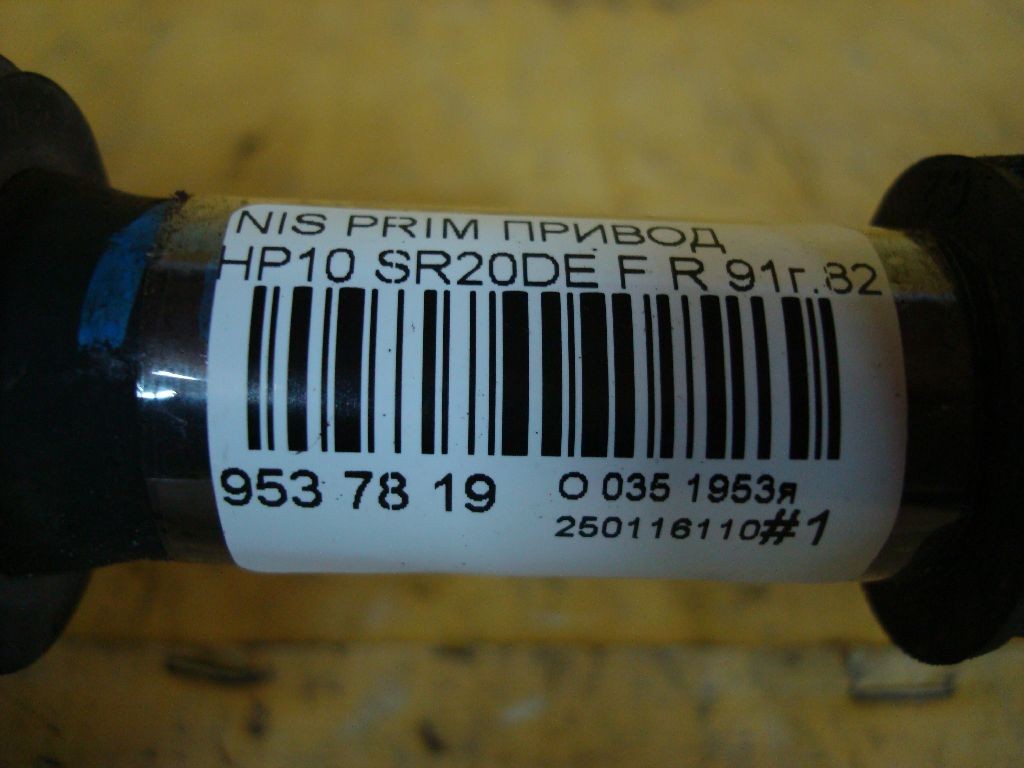 NIS PRIM ПРИВОД
HP10 SR20DE F R 91г.82
953 78 19
О 035 1953я
250116110#1